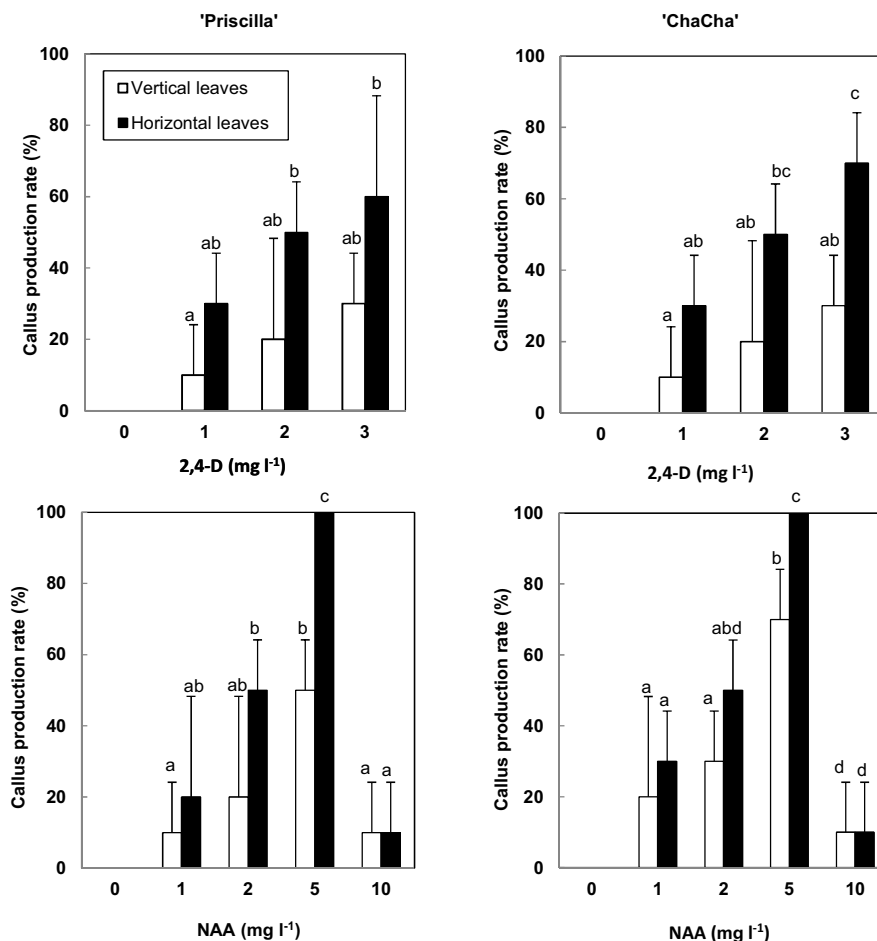 'Priscilla'
'ChaCha'
Callus production rate (%)
100
80
60
40
20
0
Vertical leaves
Horizontal leaves
a
ab
ab
b
ab
b
0 1 2 3
2,4-D (mg l-1)
Callus production rate (%)
100
80
60
40
20
0
a
ab
ab
bc
ab
c
0 1 2 3
2,4-D (mg l-1)
Callus production rate (%)
100
80
60
40
20
0
a
ab
ab
b
b
c
a
a
0 1 2 5 10
NAA (mg l-1)
Callus production rate (%)
100
80
60
40
20
0
a
a
a
abd
b
c
d
d
0 1 2 5 10
NAA (mg l-1)